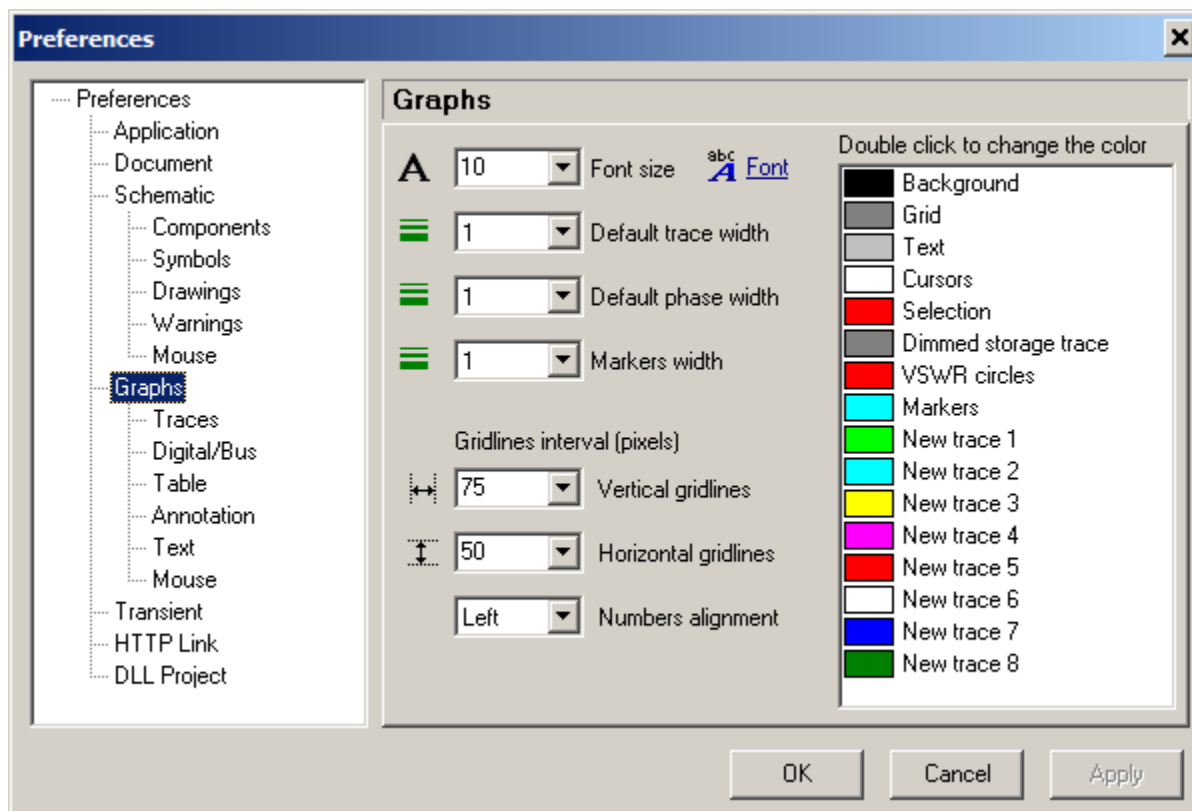 Preferences
Preferences
Application
Document
Schematic
Components
Symbols
Drawings
Warnings
Mouse
Graphs
Traces
Digital/Bus
Table
Annotation
Text
Mouse
Transient
HTTP Link
DLL Project
Graphs
A 10 Font size abc A Font
1 Default trace width
1 Default phase width
1 Markers width
Gridlines interval (pixels)
75 Vertical gridlines
50 Horizontal gridlines
Left Numbers alignment
Double click to change the color
Background
Grid
Text
Cursors
Selection
Dimmed storage trace
VSWR circles
Markers
New trace 1
New trace 2
New trace 3
New trace 4
New trace 5
New trace 6
New trace 7
New trace 8
OK Cancel Apply